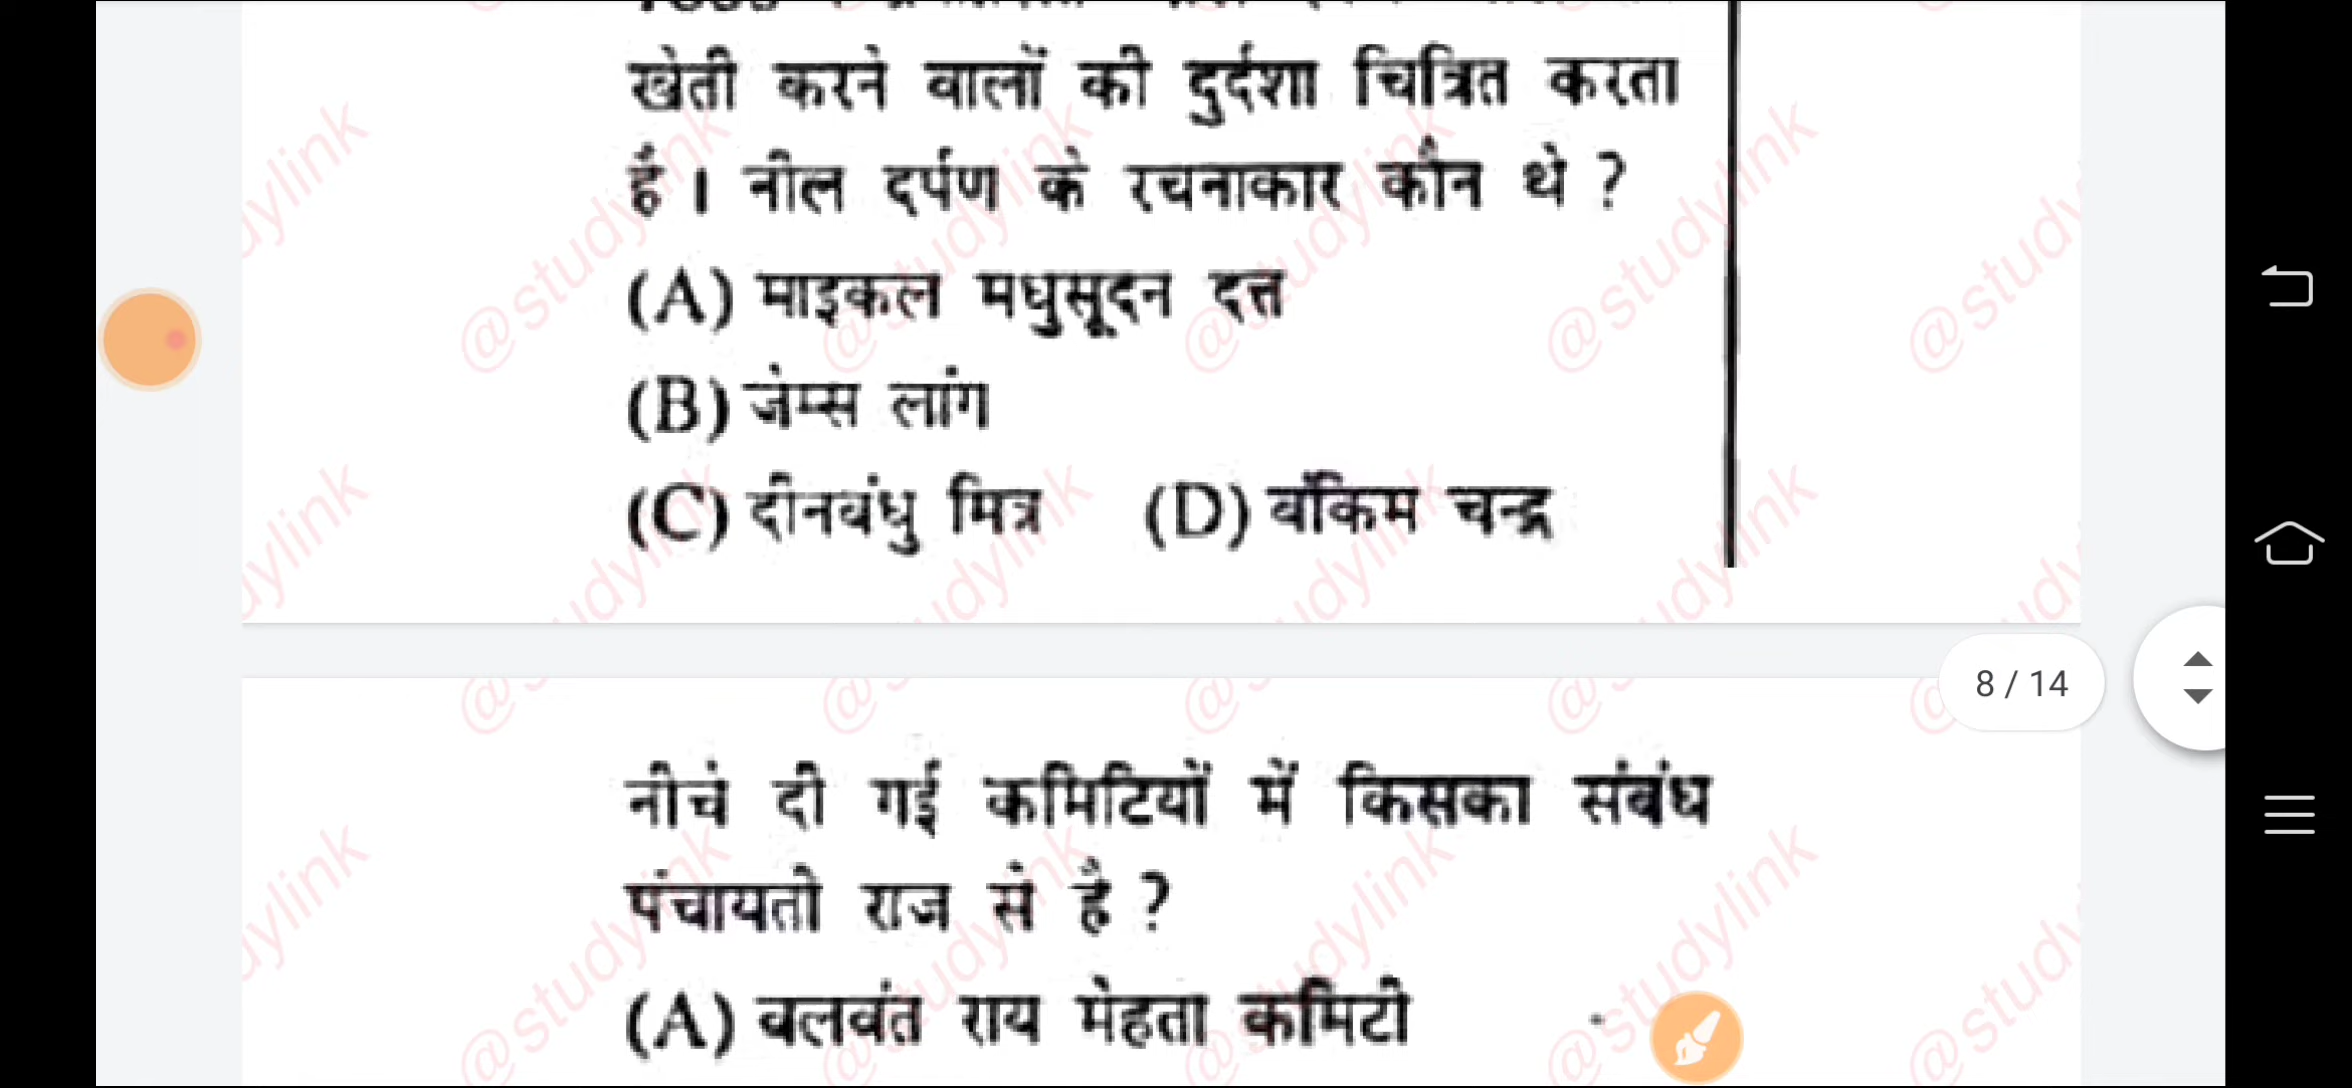 खेती करने वालों की दुर्दशा चित्रित करता
है । नील दर्पण के रचनाकार कौन थे ?
(A) माइकल मधुसूदन दत्त
(B) जेम्स लांग
(C) दीनबंधु मित्र (D) बंकिम चन्द्र
8 / 14
नीचे दी गई कमिटियों में किसका संबंध
पंचायती राज से है ?
(A) बलवंत राय मेहता कमिटी
@studylink